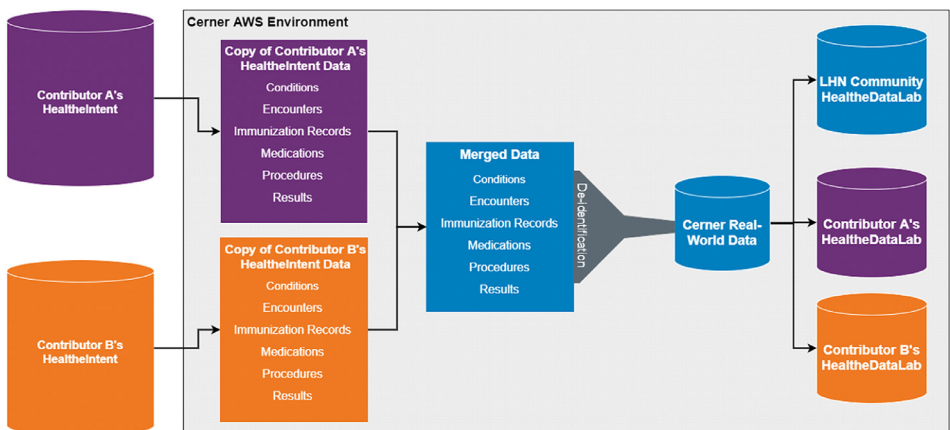 Cerner AWS Environment
Contributor A's
HealtheIntent
Copy of Contributor A's
HealtheIntent Data
Conditions
Encounters
Immunization Records
Medications
Procedures
Results
Contributor B's
HealtheIntent
Copy of Contributor B's
HealtheIntent Data
Conditions
Encounters
Immunization Records
Medications
Procedures
Results
Merged Data
Conditions
Encounters
Immunization Records
Medications
Procedures
Results
De-identification
Cerner Real-
World Data
LHN Community
HealtheDataLab
Contributor A's
HealtheDataLab
Contributor B's
HealtheDataLab